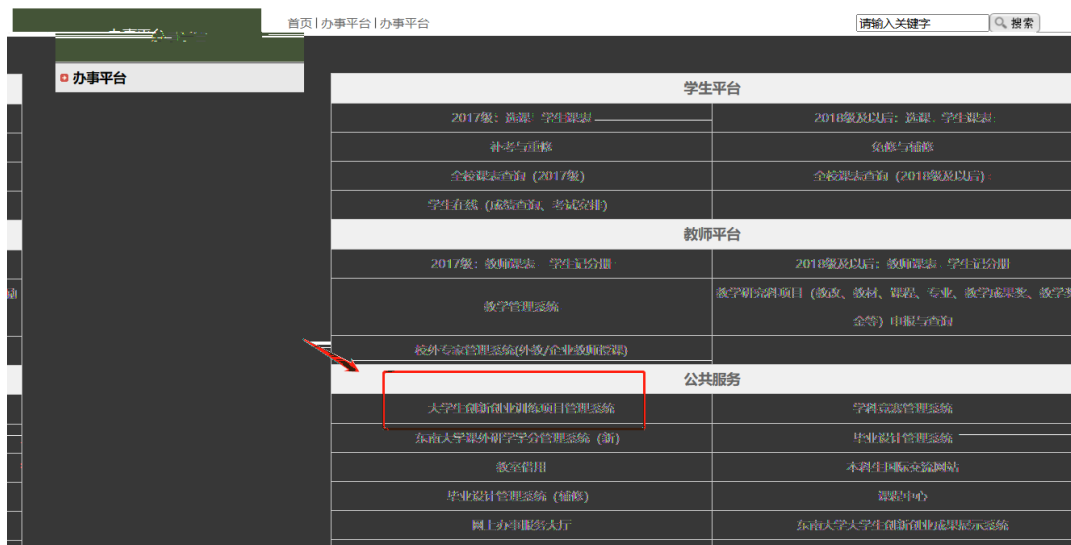 首页 | 办事平台 | 办事平台
请输入关键字 搜索
办事平台
学生平台
2017级：选课 学生课表
2018级及以后：选课 学生课表
补考与重修
免修与辅修
全校课表查询（2017级）
全校课表查询（2018级及以后）
学生在线（成绩查询、考试安排）
教师平台
2017级：教师课表 学生记分册
2018级及以后：教师课表 学生记分册
教学管理系统
教学研究科项目（教改、教材、课程、专业、教学成果奖、教学奖
金等）申报与查询
校外专家管理系统(外教/企业教师授课)
公共服务
大学生创新创业训练项目管理系统
学科竞赛管理系统
东南大学课外研学学分管理系统（新）
毕业设计管理系统
教室借用
本科生国际交流网站
毕业设计管理系统（辅修）
课程中心
网上办事服务大厅
东南大学大学生创新创业成果展示系统